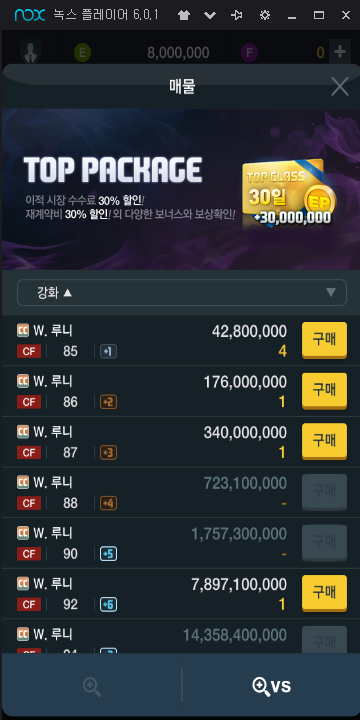 nox 녹스 플레이어 6.0.1
E 8,000,000 F 0 +
매물
TOP PACKAGE
이적 시장 수수료 30% 할인!
재계약비 30% 할인! 외 다양한 보너스와 보상확인!
TOP CLASS
30일
EP
+30,000,000
강화 ▲
CC W. 루니 42,800,000 구매
CF 85 +1 4
CC W. 루니 176,000,000 구매
CF 86 +2 1
CC W. 루니 340,000,000 구매
CF 87 +3 1
CC W. 루니 723,100,000 구매
CF 88 +4 -
CC W. 루니 1,757,300,000 구매
CF 90 +5 -
CC W. 루니 7,897,100,000 구매
CF 92 +6 1
CC W. 루니 14,358,400,000 구매
VS